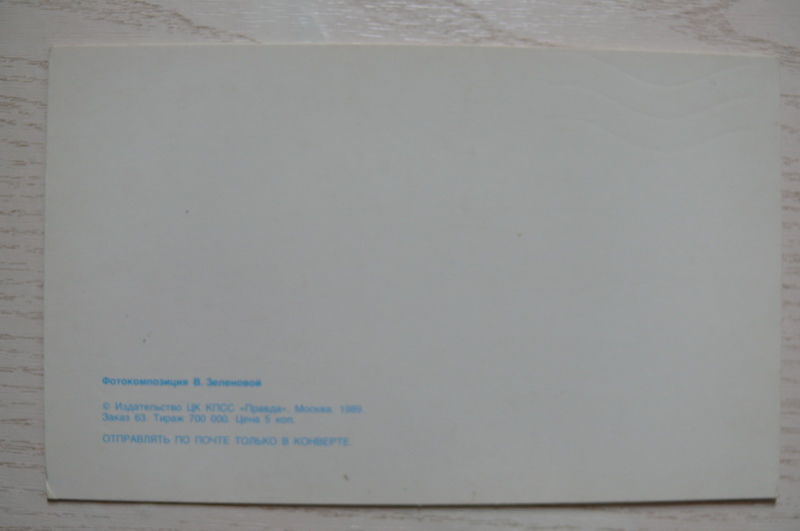 Фотокомпозиция В. Зеленовой
© Издательство ЦК КПСС «Правда». Москва. 1989.
Заказ 63. Тираж 700 000. Цена 5 коп.
ОТПРАВЛЯТЬ ПО ПОЧТЕ ТОЛЬКО В КОНВЕРТЕ.